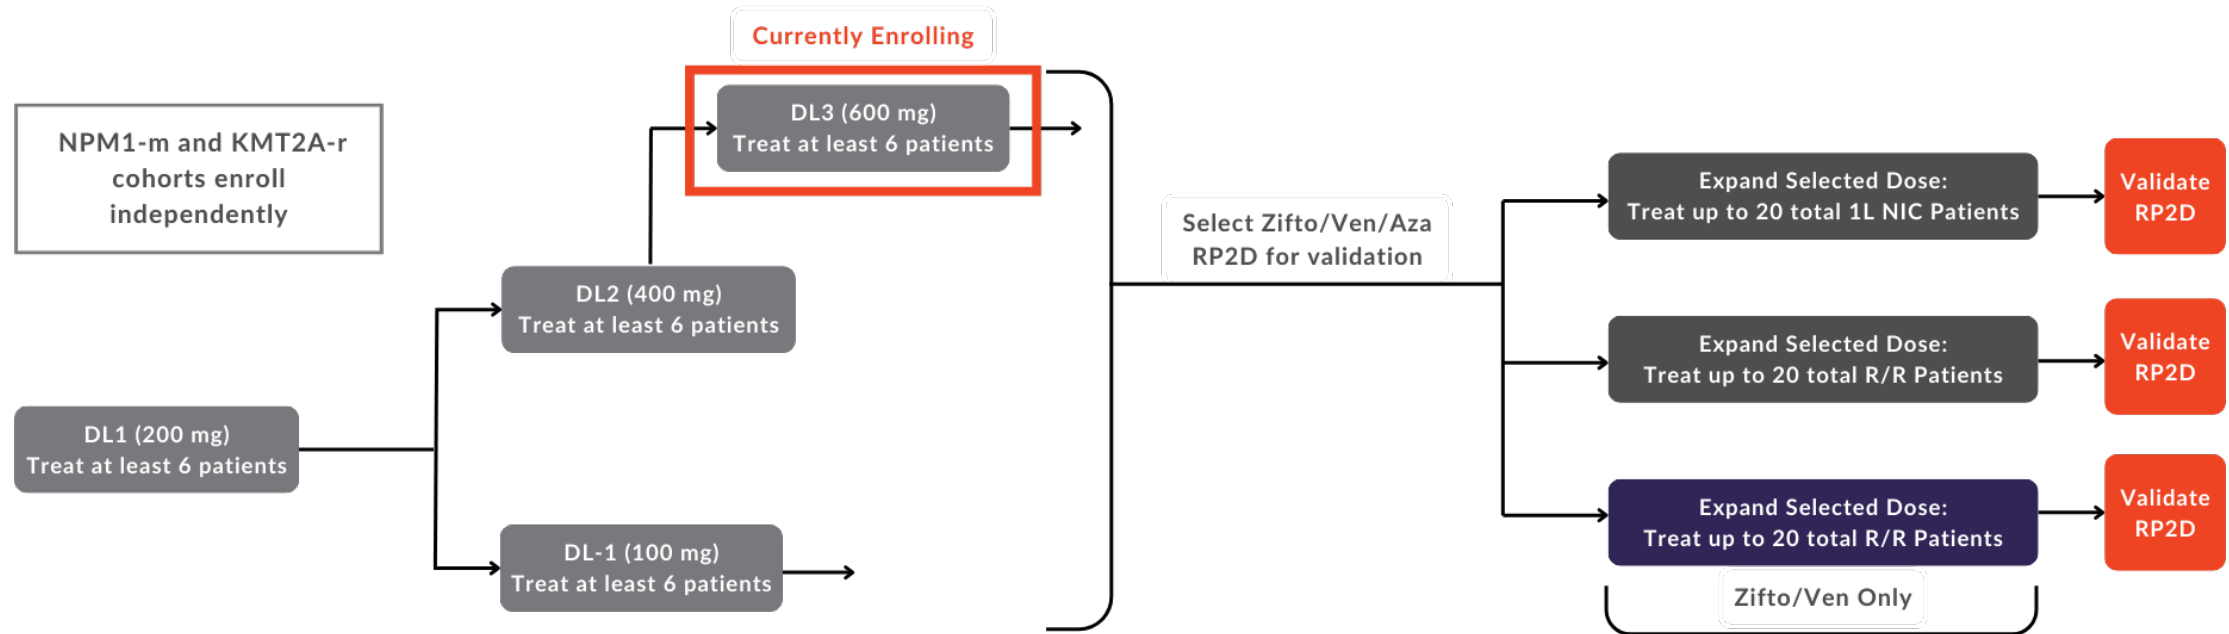 Currently Enrolling
NPM1-m and KMT2A-r
cohorts enroll
independently
DL3 (600 mg)
Treat at least 6 patients
DL2 (400 mg)
Treat at least 6 patients
DL1 (200 mg)
Treat at least 6 patients
DL-1 (100 mg)
Treat at least 6 patients
Select Zifto/Ven/Aza
RP2D for validation
Expand Selected Dose:
Treat up to 20 total 1L NIC Patients
Validate
RP2D
Expand Selected Dose:
Treat up to 20 total R/R Patients
Validate
RP2D
Expand Selected Dose:
Treat up to 20 total R/R Patients
Validate
RP2D
Zifto/Ven Only